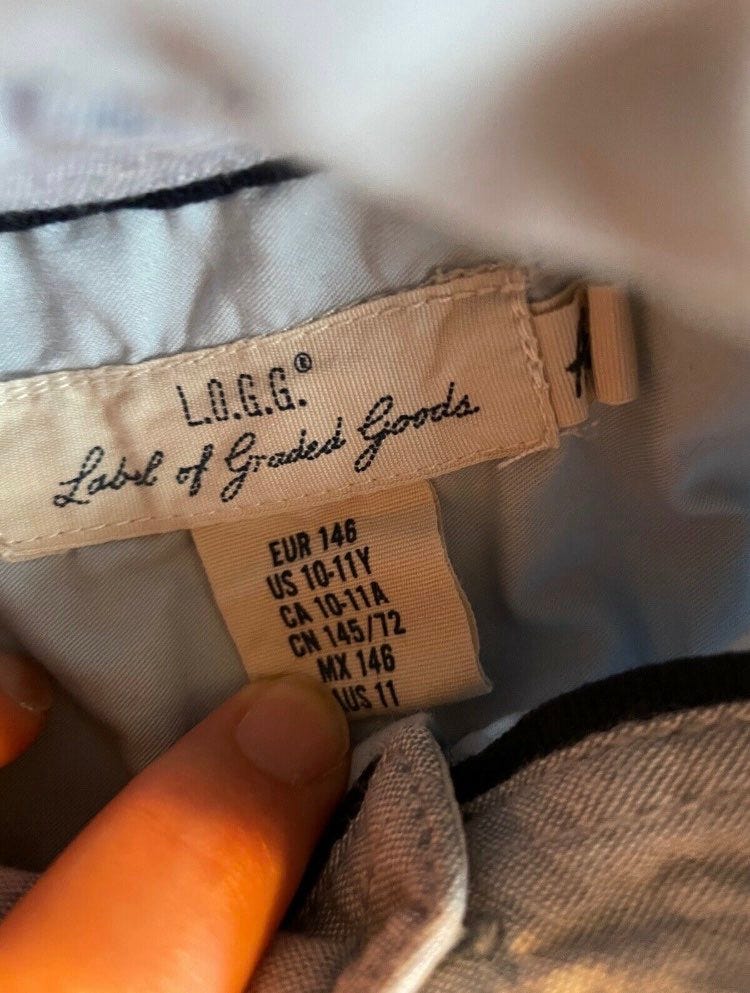 L.O.G.G.®
Label of Graded Goods
EUR 146
US 10-11Y
CA 10-11A
CN 145/72
MX 146
AUS 11